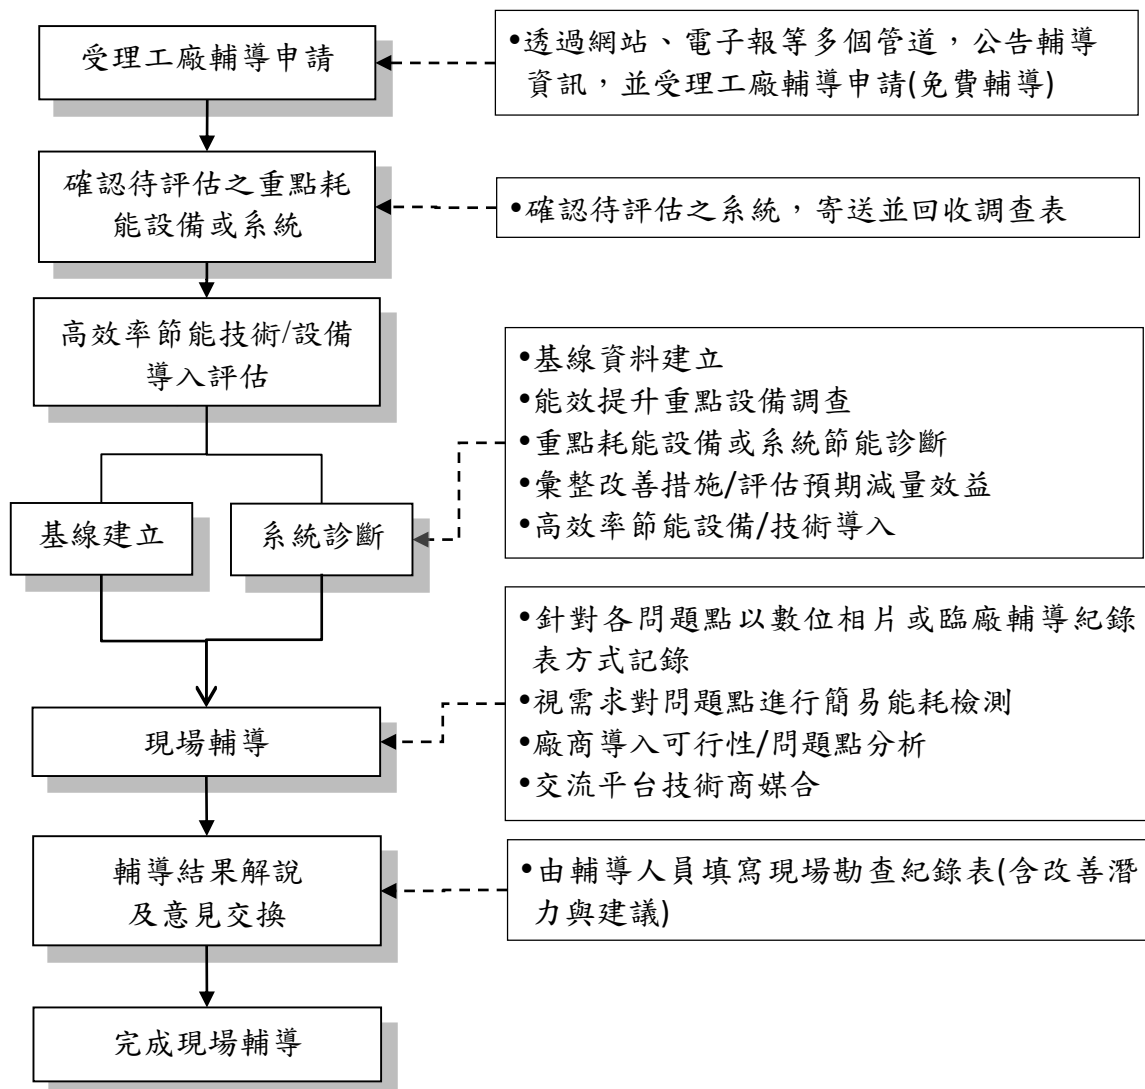 受理工廠輔導申請
•透過網站、電子報等多個管道，公告輔導
資訊，並受理工廠輔導申請(免費輔導)
確認待評估之重點耗
能設備或系統
•確認待評估之系統，寄送並回收調查表
高效率節能技術/設備
導入評估
•基線資料建立
•能效提升重點設備調查
•重點耗能設備或系統節能診斷
•彙整改善措施/評估預期減量效益
•高效率節能設備/技術導入
基線建立
系統診斷
•針對各問題點以數位相片或臨廠輔導紀錄
表方式記錄
•視需求對問題點進行簡易能耗檢測
•廠商導入可行性/問題點分析
•交流平台技術商媒合
現場輔導
輔導結果解說
及意見交換
•由輔導人員填寫現場勘查紀錄表(含改善潛
力與建議)
完成現場輔導